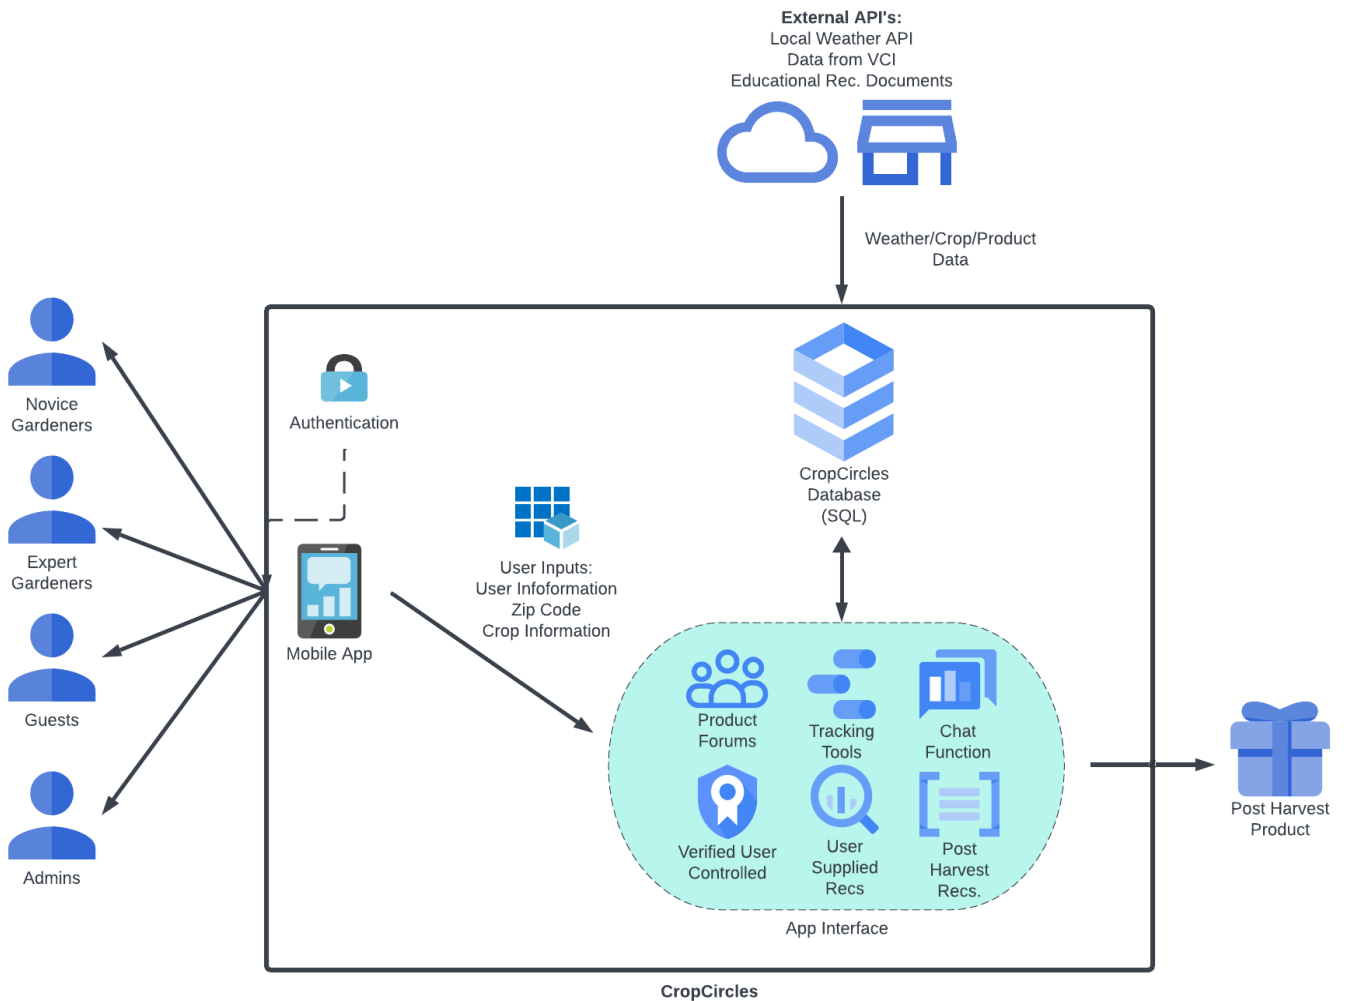 External API's:
Local Weather API
Data from VCI
Educational Rec. Documents
Weather/Crop/Product
Data
Novice
Gardeners
Expert
Gardeners
Guests
Admins
Authentication
Mobile App
User Inputs:
User Infoformation
Zip Code
Crop Information
CropCircles
Database
(SQL)
Product
Forums
Tracking
Tools
Chat
Function
Verified User
Controlled
User
Supplied
Recs
Post
Harvest
Recs.
App Interface
Post Harvest
Product
CropCircles